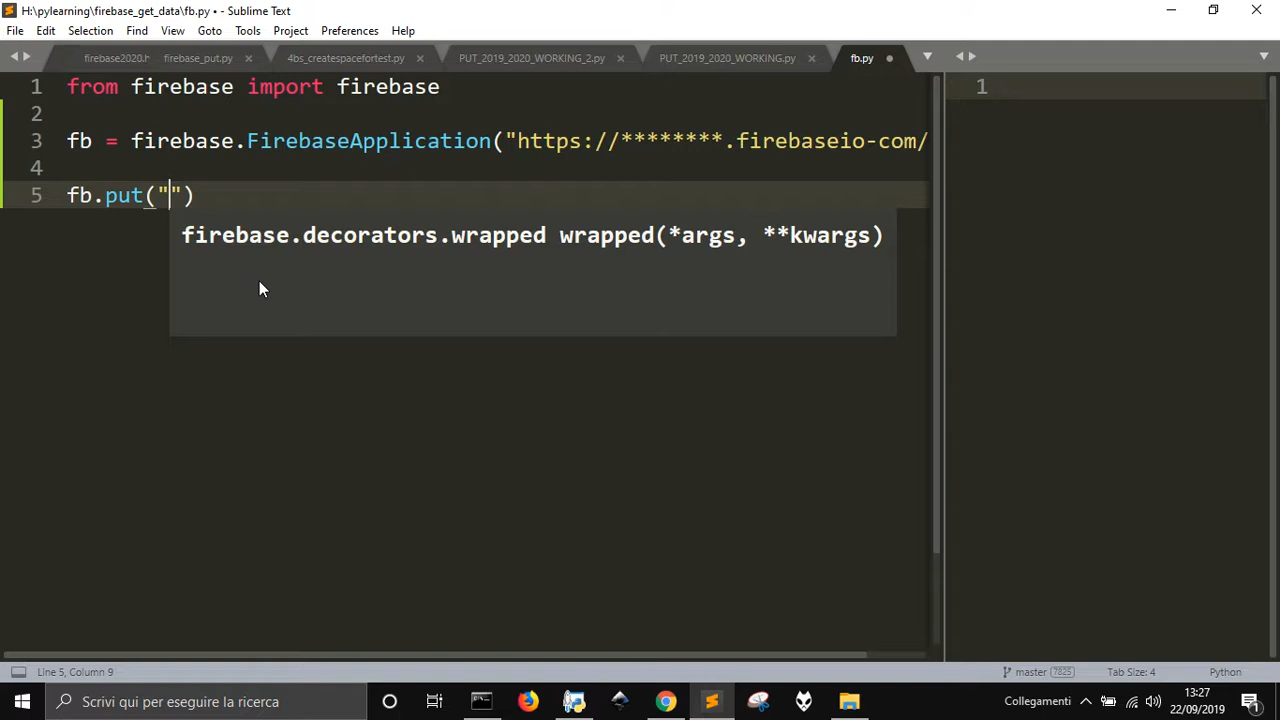 H:\pylearning\firebase_get_data\fb.py • - Sublime Text
File Edit Selection Find View Goto Tools Project Preferences Help
firebase2020.h firebase_put.py 4bs_createspacefortest.py PUT_2019_2020_WORKING_2.py PUT_2019_2020_WORKING.py fb.py
1 from firebase import firebase 1
2
3 fb = firebase.FirebaseApplication("https://********.firebaseio-com/
4
5 fb.put("")
firebase.decorators.wrapped wrapped(*args, **kwargs)
Line 5, Column 9 master 7825 Tab Size: 4 Python
Scrivi qui per eseguire la ricerca Collegamenti 13:27
22/09/2019 1